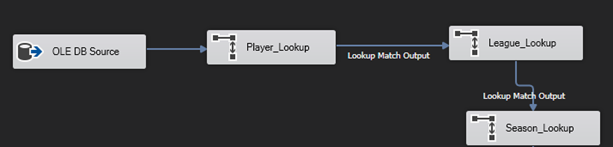 OLE DB Source
Player_Lookup
Lookup Match Output
League_Lookup
Lookup Match Output
Season_Lookup